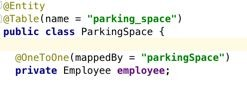 @Entity
@Table(name = "parking_space")
public class ParkingSpace {
@OneToOne(mappedBy = "parkingSpace")
private Employee employee;